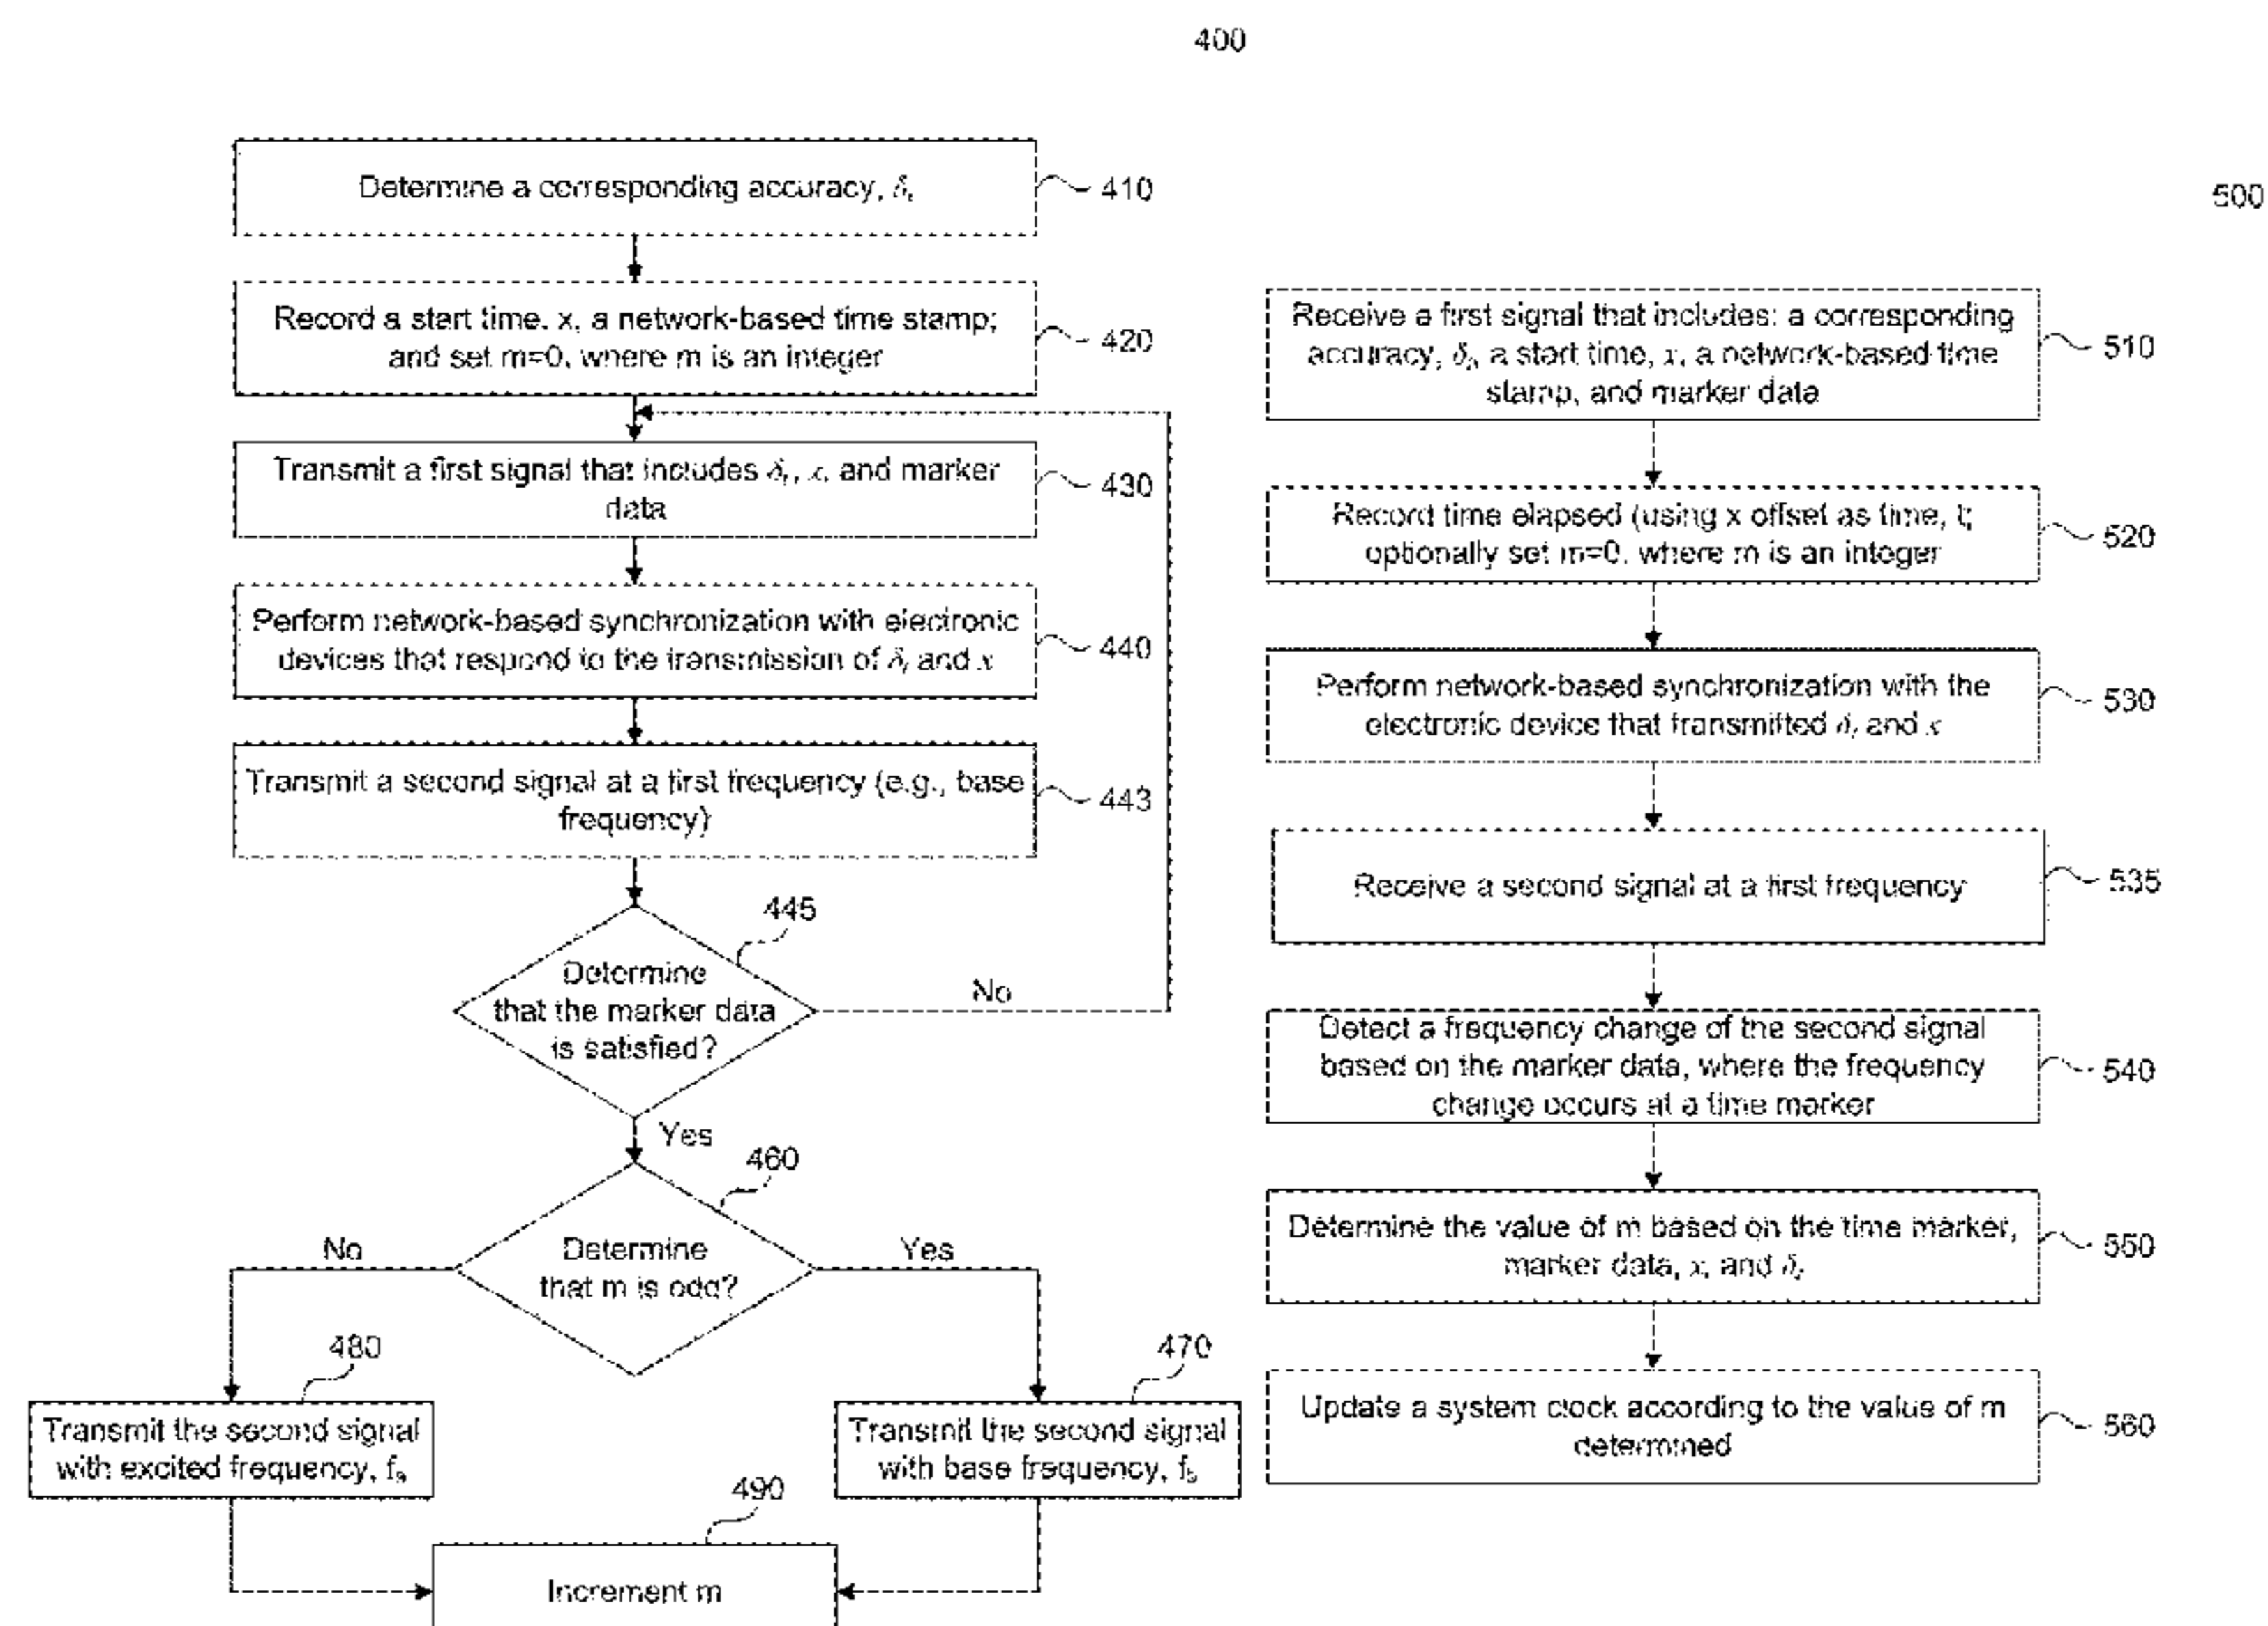 400
Determine a corresponding accuracy, δt
410
Record a start time, x, a network-based time stamp;
and set m=0, where m is an integer
420
Transmit a first signal that includes δt, x, and marker
data
430
Perform network-based synchronization with electronic
devices that respond to the transmission of δt and x
440
Transmit a second signal at a first frequency (e.g., base
frequency)
443
445
Determine
that the marker data
is satisfied?
No
Yes
460
Determine
that m is odd?
No
Yes
480
Transmit the second signal
with excited frequency, fa
470
Transmit the second signal
with base frequency, fb
490
Increment m
500
Receive a first signal that includes: a corresponding
accuracy, δt, a start time, x, a network-based time
stamp, and marker data
510
Record time elapsed (using x offset as time, t;
optionally set m=0, where m is an integer
520
Perform network-based synchronization with the
electronic device that transmitted δt and x
530
Receive a second signal at a first frequency
535
Detect a frequency change of the second signal
based on the marker data, where the frequency
change occurs at a time marker
540
Determine the value of m based on the time marker,
marker data, x, and δt
550
Update a system clock according to the value of m
determined
560